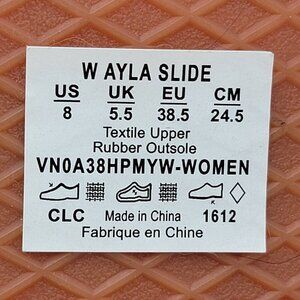 W AYLA SLIDE
US UK EU CM
8 5.5 38.5 24.5
Textile Upper
Rubber Outsole
VN0A38HPMYW-WOMEN
CLC Made in China 1612
Fabrique en Chine